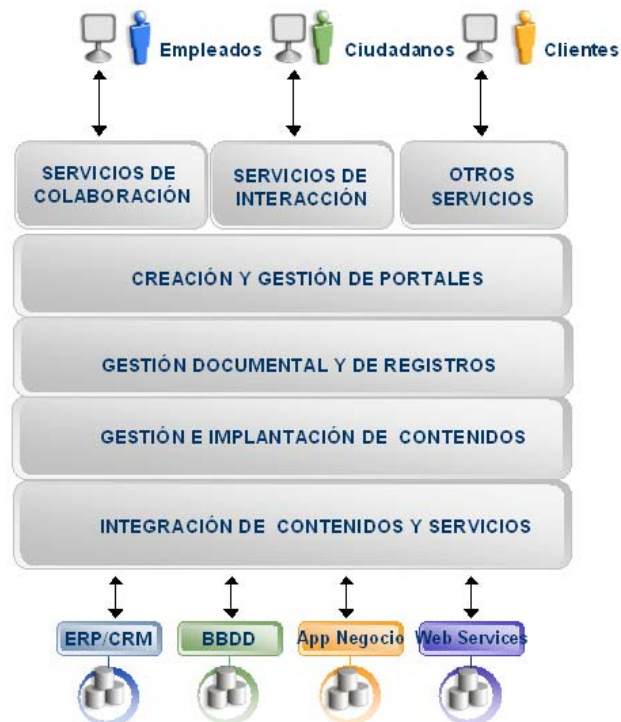 Empleados
Ciudadanos
Clientes
SERVICIOS DE
COLABORACIÓN
SERVICIOS DE
INTERACCIÓN
OTROS
SERVICIOS
CREACIÓN Y GESTIÓN DE PORTALES
GESTIÓN DOCUMENTAL Y DE REGISTROS
GESTIÓN E IMPLANTACIÓN DE CONTENIDOS
INTEGRACIÓN DE CONTENIDOS Y SERVICIOS
ERP/CRM
BBDD
App Negocio
Web Services